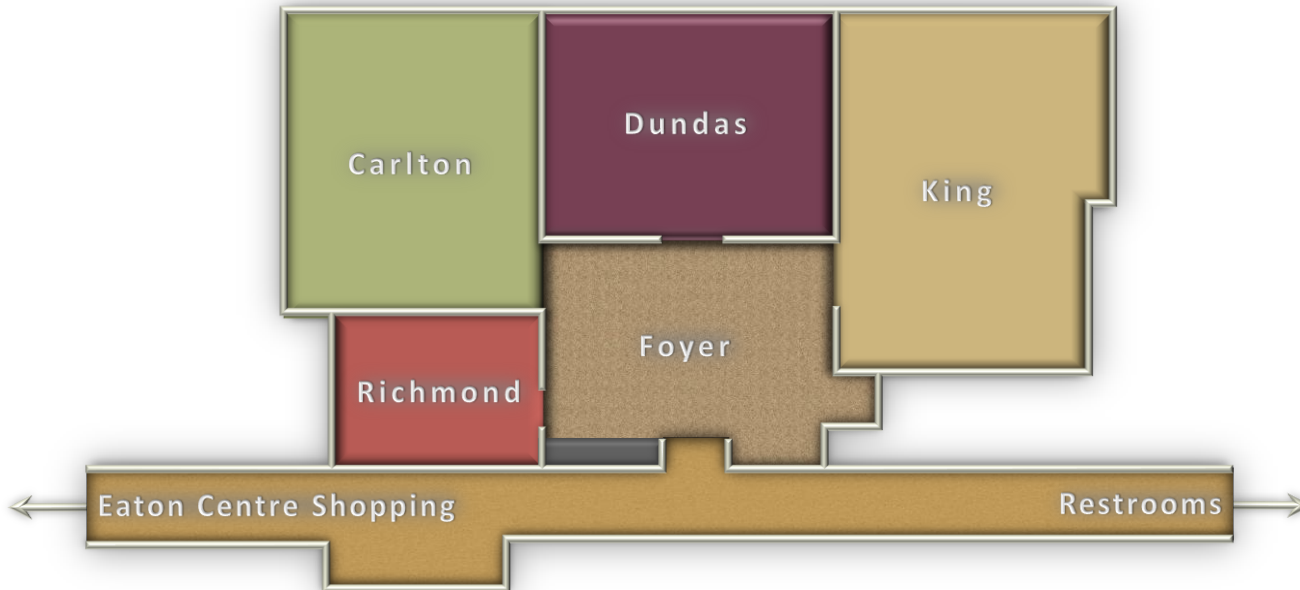 Dundas
Carlton
King
Foyer
Richmond
Eaton Centre Shopping
Restrooms